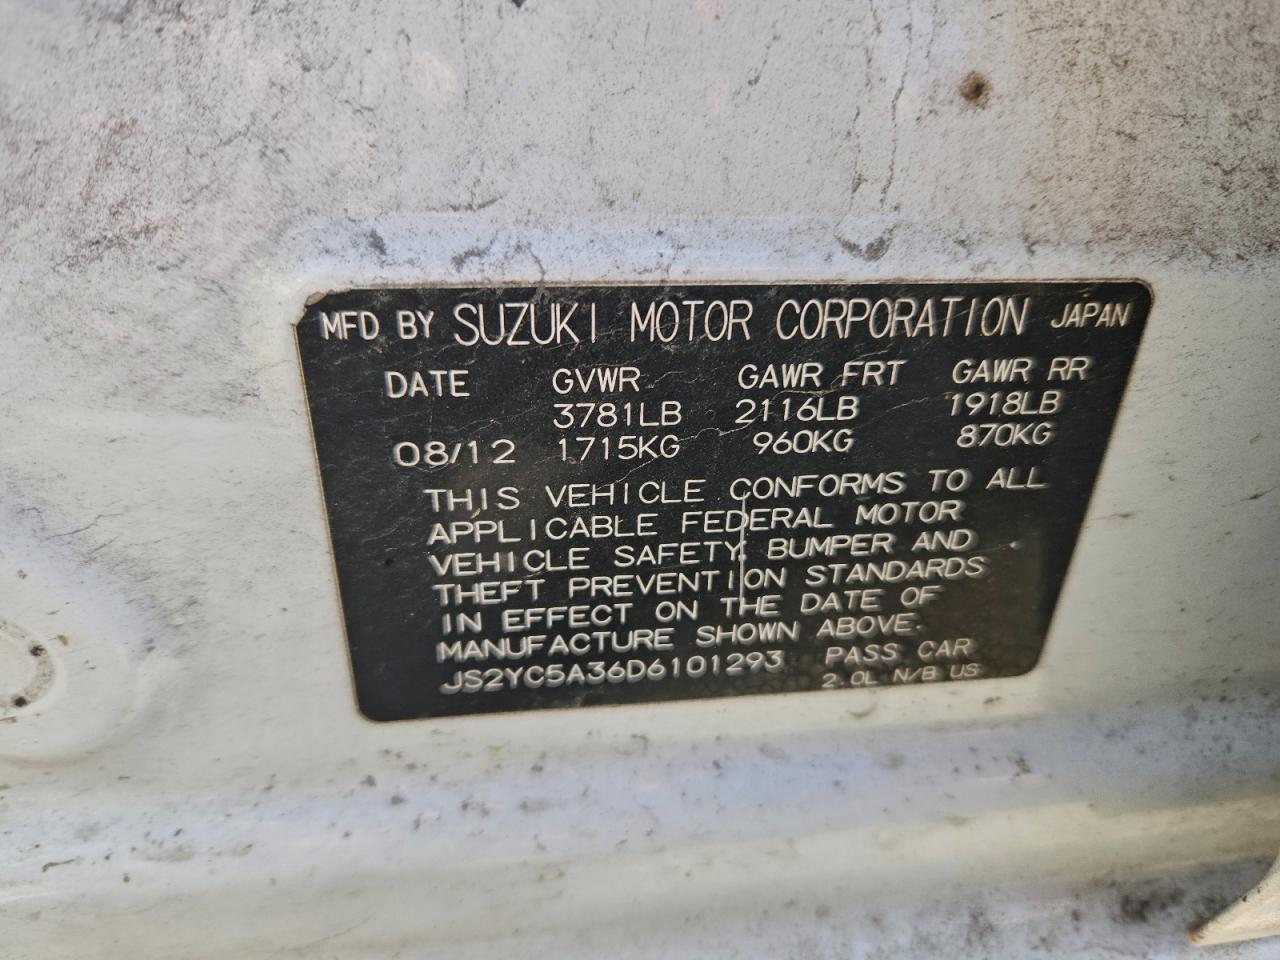 MFD BY SUZUKI MOTOR CORPORATION JAPAN
DATE GVWR GAWR FRT GAWR RR
3781LB 2116LB 1918LB
08/12 1715KG 960KG 870KG
THIS VEHICLE CONFORMS TO ALL
APPLICABLE FEDERAL MOTOR
VEHICLE SAFETY, BUMPER AND
THEFT PREVENTION STANDARDS
IN EFFECT ON THE DATE OF
MANUFACTURE SHOWN ABOVE.
JS2YC5A36D6101293 PASS CAR
2.0L N/B US